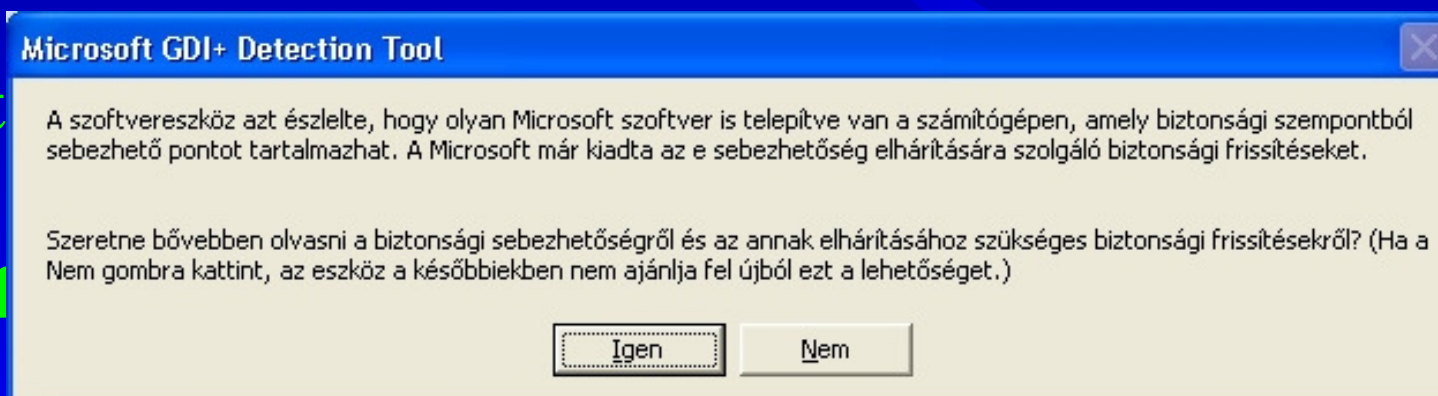 Microsoft GDI+ Detection Tool
A szoftvereszköz azt észlelte, hogy olyan Microsoft szoftver is telepítve van a számítógépen, amely biztonsági szempontból
sebezhető pontot tartalmazhat. A Microsoft már kiadta az e sebezhetőség elhárítására szolgáló biztonsági frissítéseket.
Szeretne bővebben olvasni a biztonsági sebezhetőségről és az annak elhárításához szükséges biztonsági frissítésekről? (Ha a
Nem gombra kattint, az eszköz a későbbiekben nem ajánlja fel újból ezt a lehetőséget.)
Igen Nem